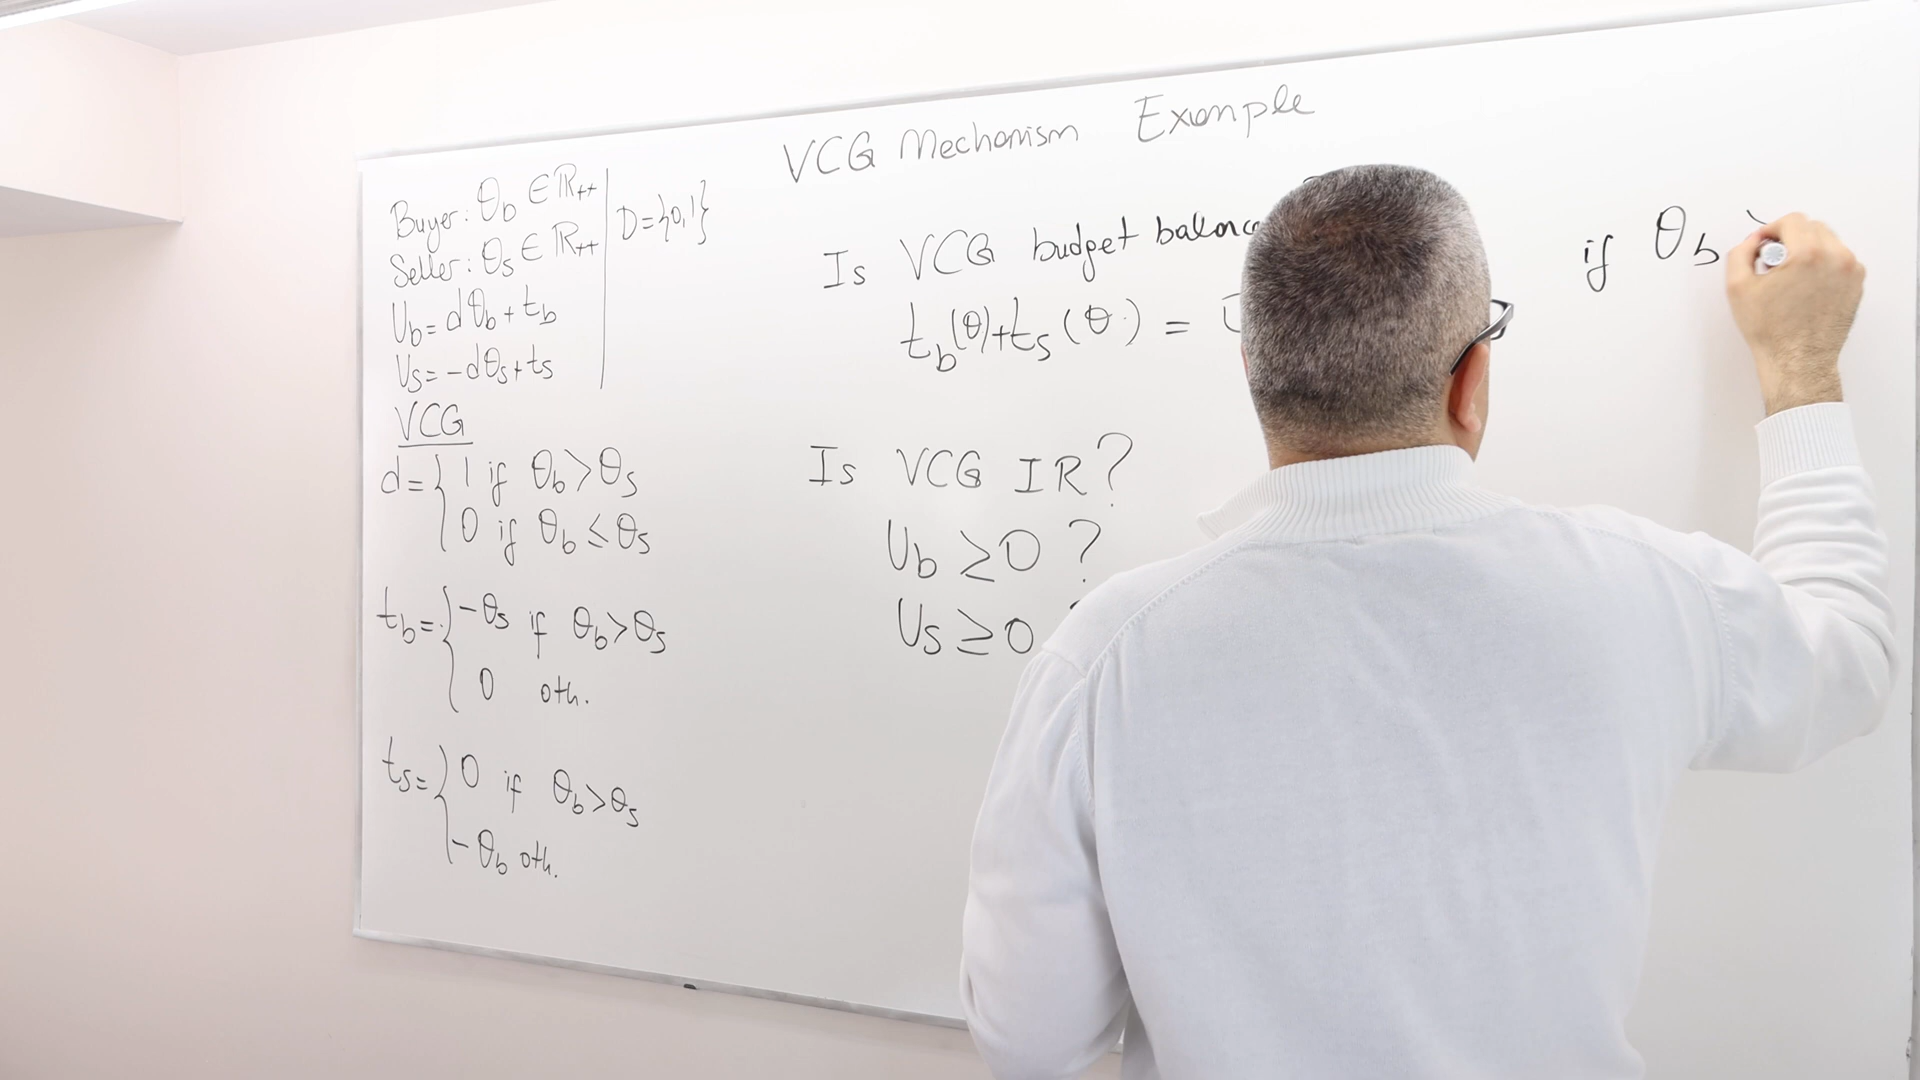 VCG Mechanism Example
Buyer: θb ∈ ℝ++
Seller: θs ∈ ℝ++
D={0,1}
Ub= dθb + tb
Us= -dθs + ts
VCG
d= { 1 if θb > θs
0 if θb ≤ θs
tb= { -θs if θb > θs
0 oth.
ts= { 0 if θb > θs
-θb oth.
Is VCG budget balance
tb(θ)+ts(θ) =
if θb
Is VCG IR?
Ub ≥0 ?
Us ≥0